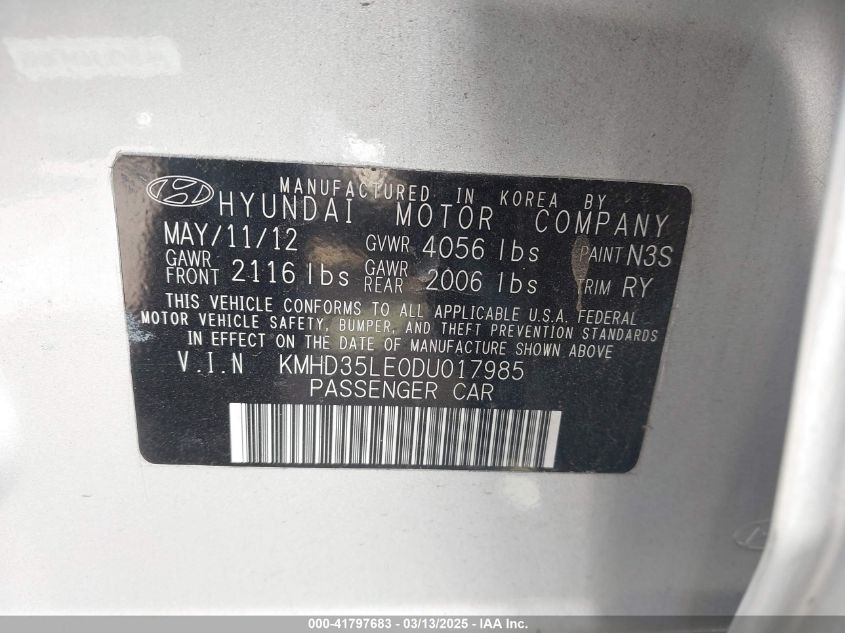 MANUFACTURED IN KOREA BY
HYUNDAI MOTOR COMPANY
MAY/11/12 GVWR 4056 lbs PAINT N3S
GAWR FRONT 2116 lbs GAWR REAR 2006 lbs TRIM RY
THIS VEHICLE CONFORMS TO ALL APPLICABLE U.S.A. FEDERAL
MOTOR VEHICLE SAFETY, BUMPER, AND THEFT PREVENTION STANDARDS
IN EFFECT ON THE DATE OF MANUFACTURE SHOWN ABOVE
V.I.N KMHD35LE0DU017985
PASSENGER CAR
000-41797683 - 03/13/2025 - IAA Inc.